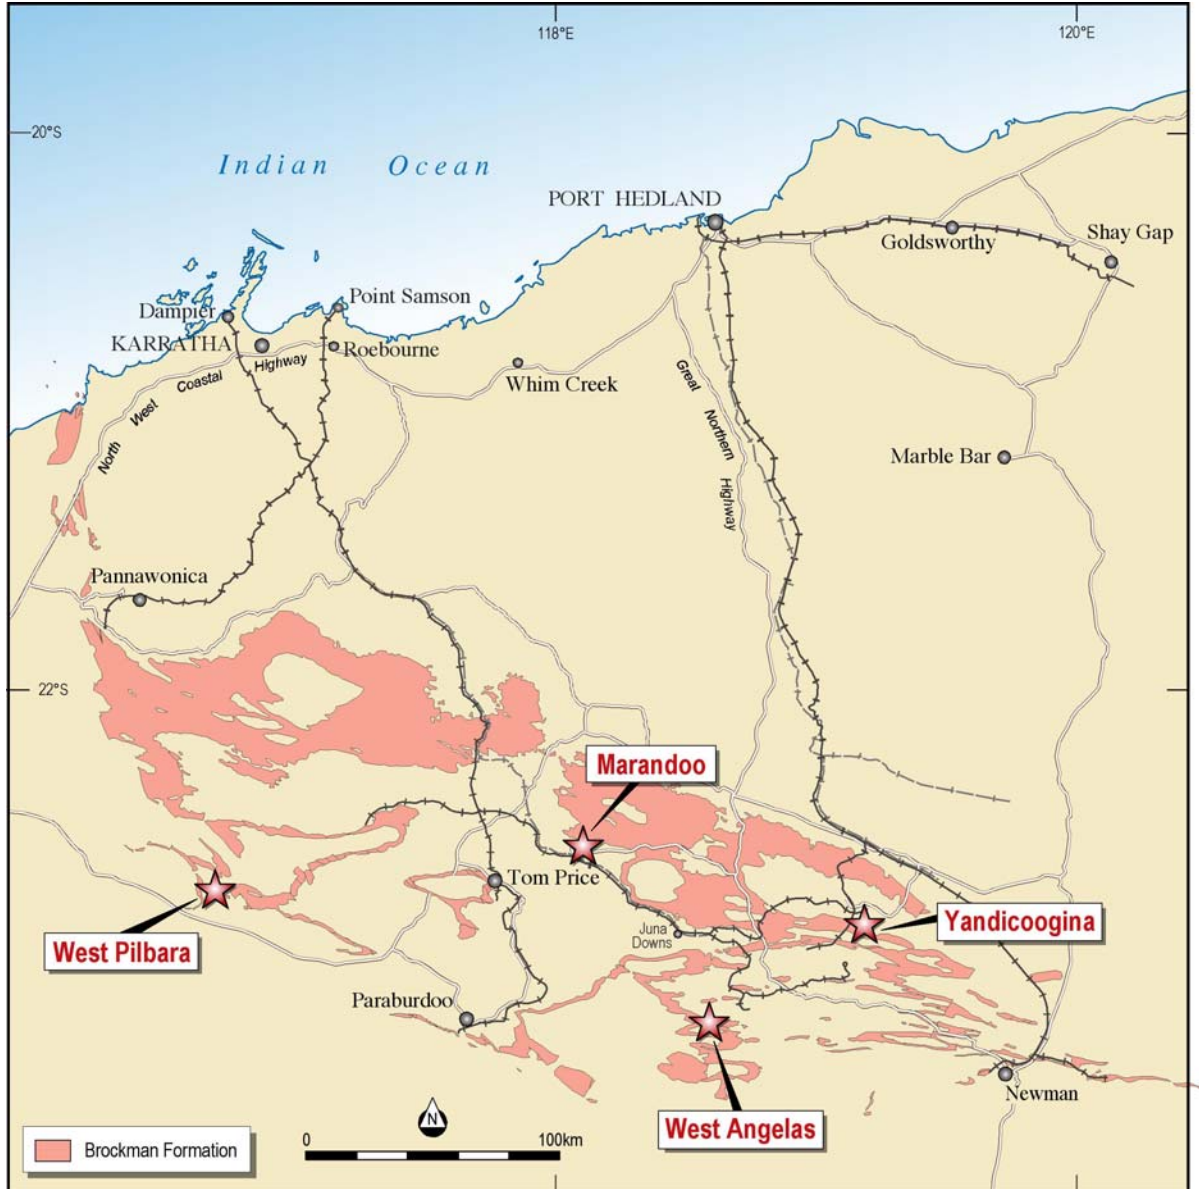 118°E
120°E
20°S
Indian Ocean
PORT HEDLAND
Goldsworthy
Shay Gap
Point Samson
Dampier
KARRATHA
Roebourne
North West Coastal Highway
Whim Creek
Great Northern Highway
Marble Bar
Pannawonica
22°S
Marandoo
Tom Price
Yandicoogina
West Pilbara
Juna
Downs
Paraburdoo
Newman
West Angelas
N
0 100km
Brockman Formation